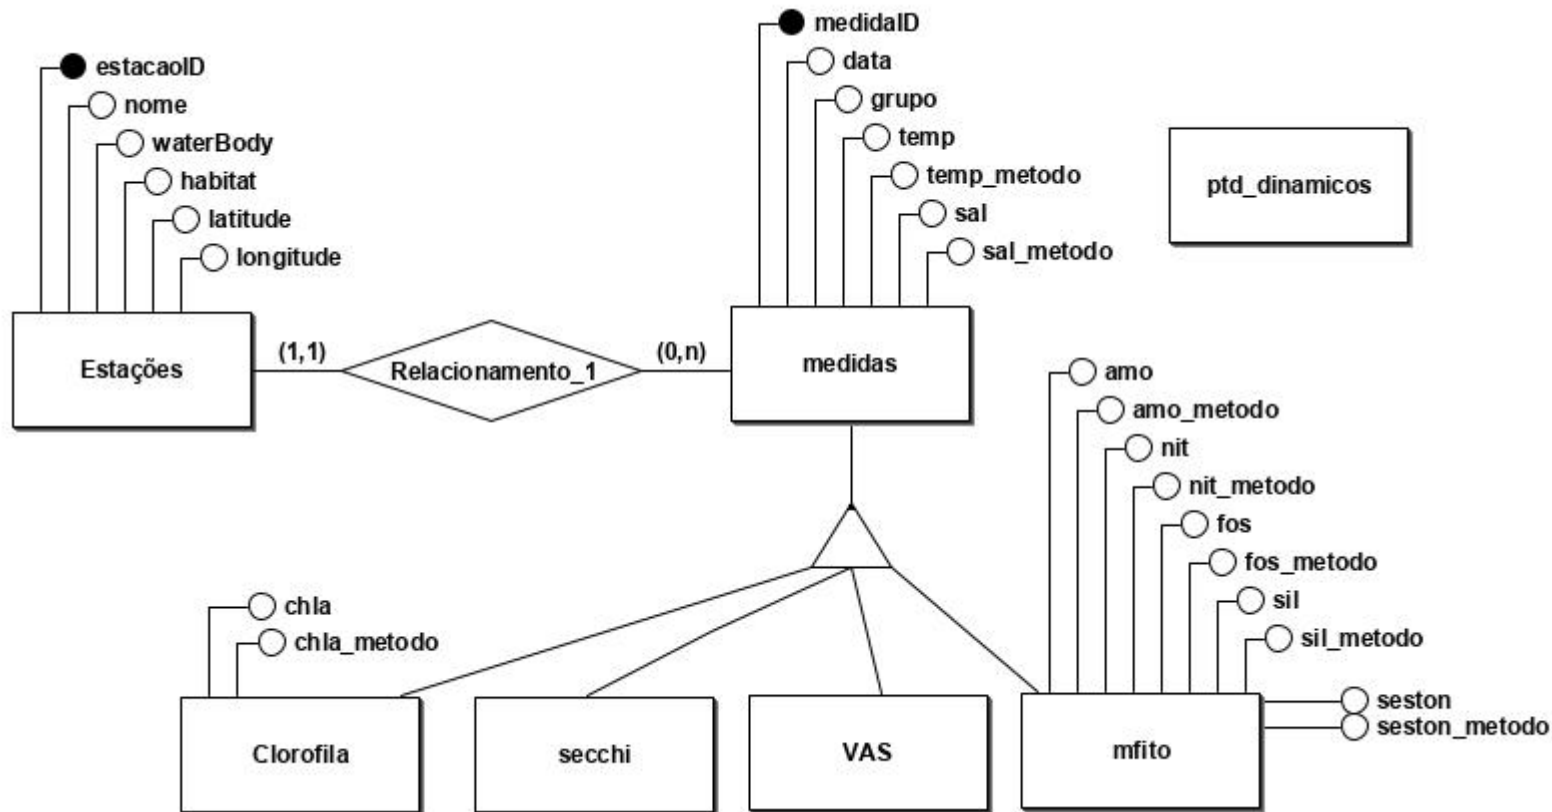 estacaoID
nome
waterBody
habitat
latitude
longitude
Estações
(1,1)
Relacionamento_1
(0,n)
medidaID
data
grupo
temp
temp_metodo
sal
sal_metodo
medidas
ptd_dinamicos
chla
chla_metodo
Clorofila
secchi
VAS
amo
amo_metodo
nit
nit_metodo
fos
fos_metodo
sil
sil_metodo
seston
seston_metodo
mfito